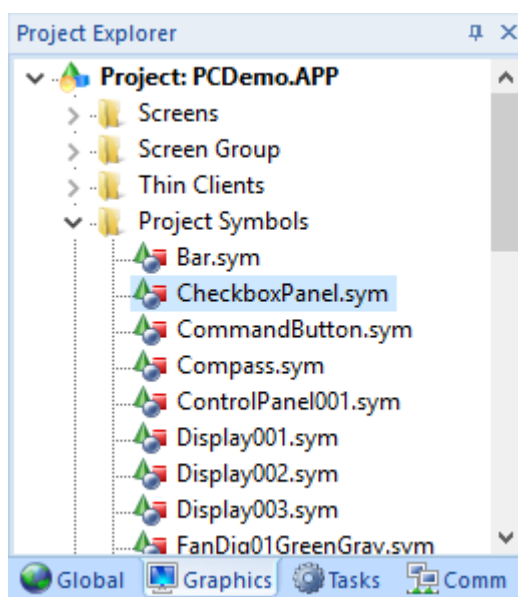 Project Explorer
Project: PCDemo.APP
Screens
Screen Group
Thin Clients
Project Symbols
Bar.sym
CheckboxPanel.sym
CommandButton.sym
Compass.sym
ControlPanel001.sym
Display001.sym
Display002.sym
Display003.sym
FanDig01GreenGray.sym
Global Graphics Tasks Comm